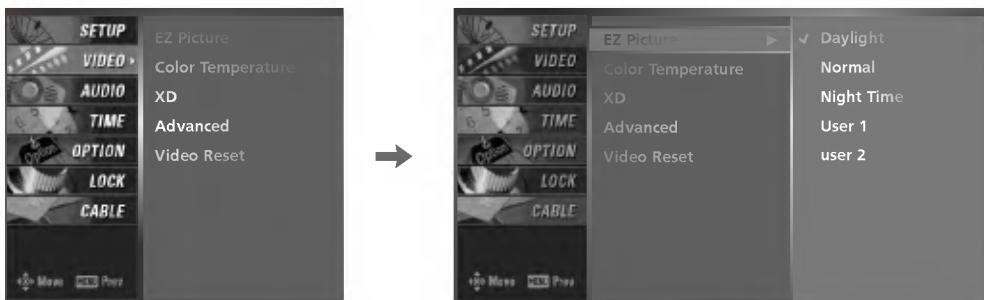 SETUP
VIDEO
AUDIO
TIME
OPTION
LOCK
CABLE
EZ Picture
Color Temperature
XD
Advanced
Video Reset
Move MENU Prev
SETUP
VIDEO
AUDIO
TIME
OPTION
LOCK
CABLE
EZ Picture
Color Temperature
XD
Advanced
Video Reset
Daylight
Normal
Night Time
User 1
user 2
Move MENU Prev